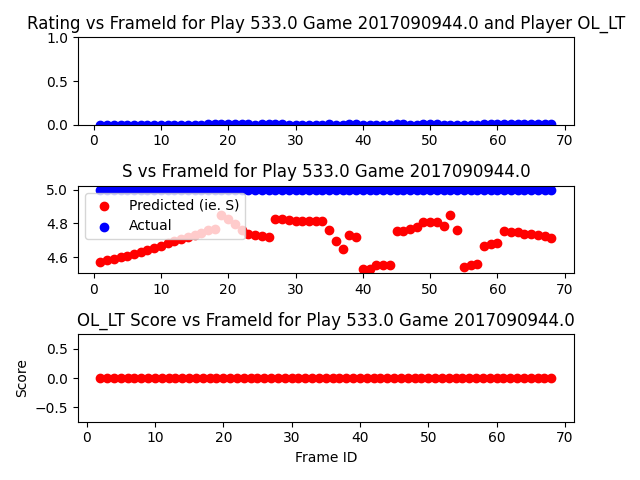 Rating vs FrameId for Play 533.0 Game 2017090944.0 and Player OL_LT
1.0
0.5
0.0
0 10 20 30 40 50 60 70
S vs FrameId for Play 533.0 Game 2017090944.0
5.0
4.8
4.6
Predicted (ie. S)
Actual
0 10 20 30 40 50 60 70
OL_LT Score vs FrameId for Play 533.0 Game 2017090944.0
Score
0.5
0.0
−0.5
0 10 20 30 40 50 60 70
Frame ID